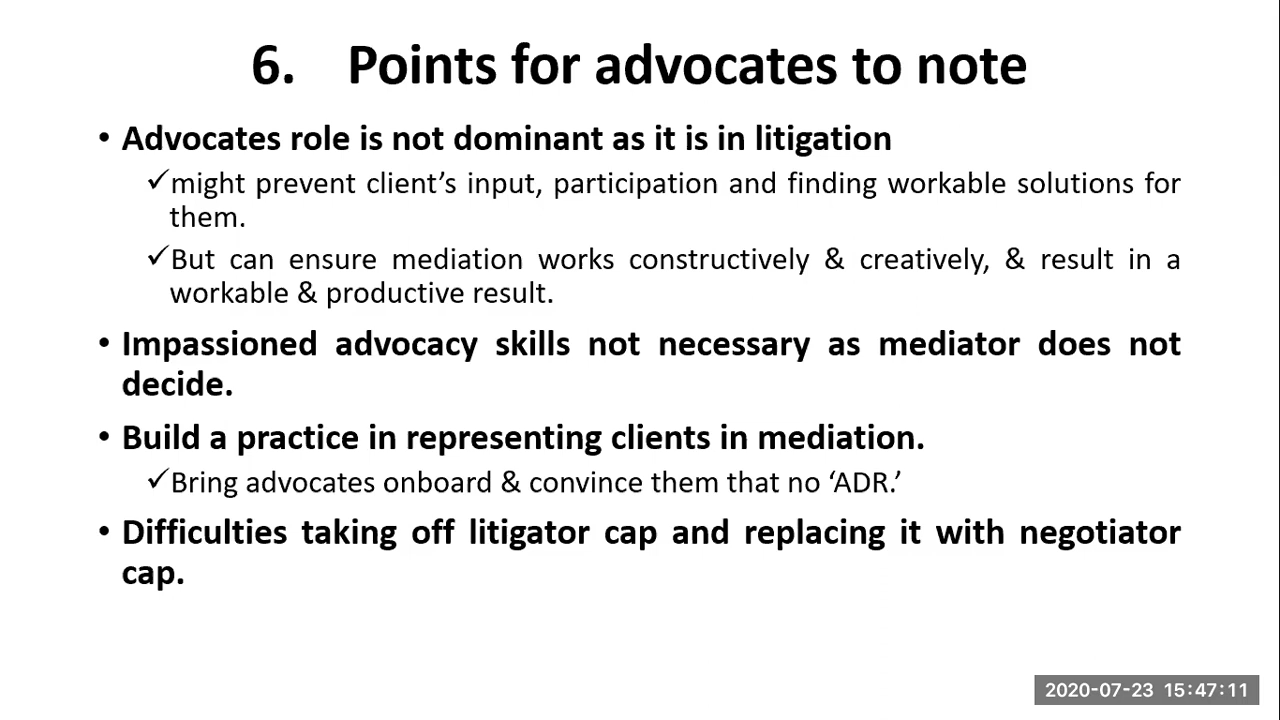 6. Points for advocates to note
• Advocates role is not dominant as it is in litigation
✓might prevent client’s input, participation and finding workable solutions for
them.
✓But can ensure mediation works constructively & creatively, & result in a
workable & productive result.
• Impassioned advocacy skills not necessary as mediator does not
decide.
• Build a practice in representing clients in mediation.
✓Bring advocates onboard & convince them that no ‘ADR.’
• Difficulties taking off litigator cap and replacing it with negotiator
cap.
2020-07-23 15:47:11